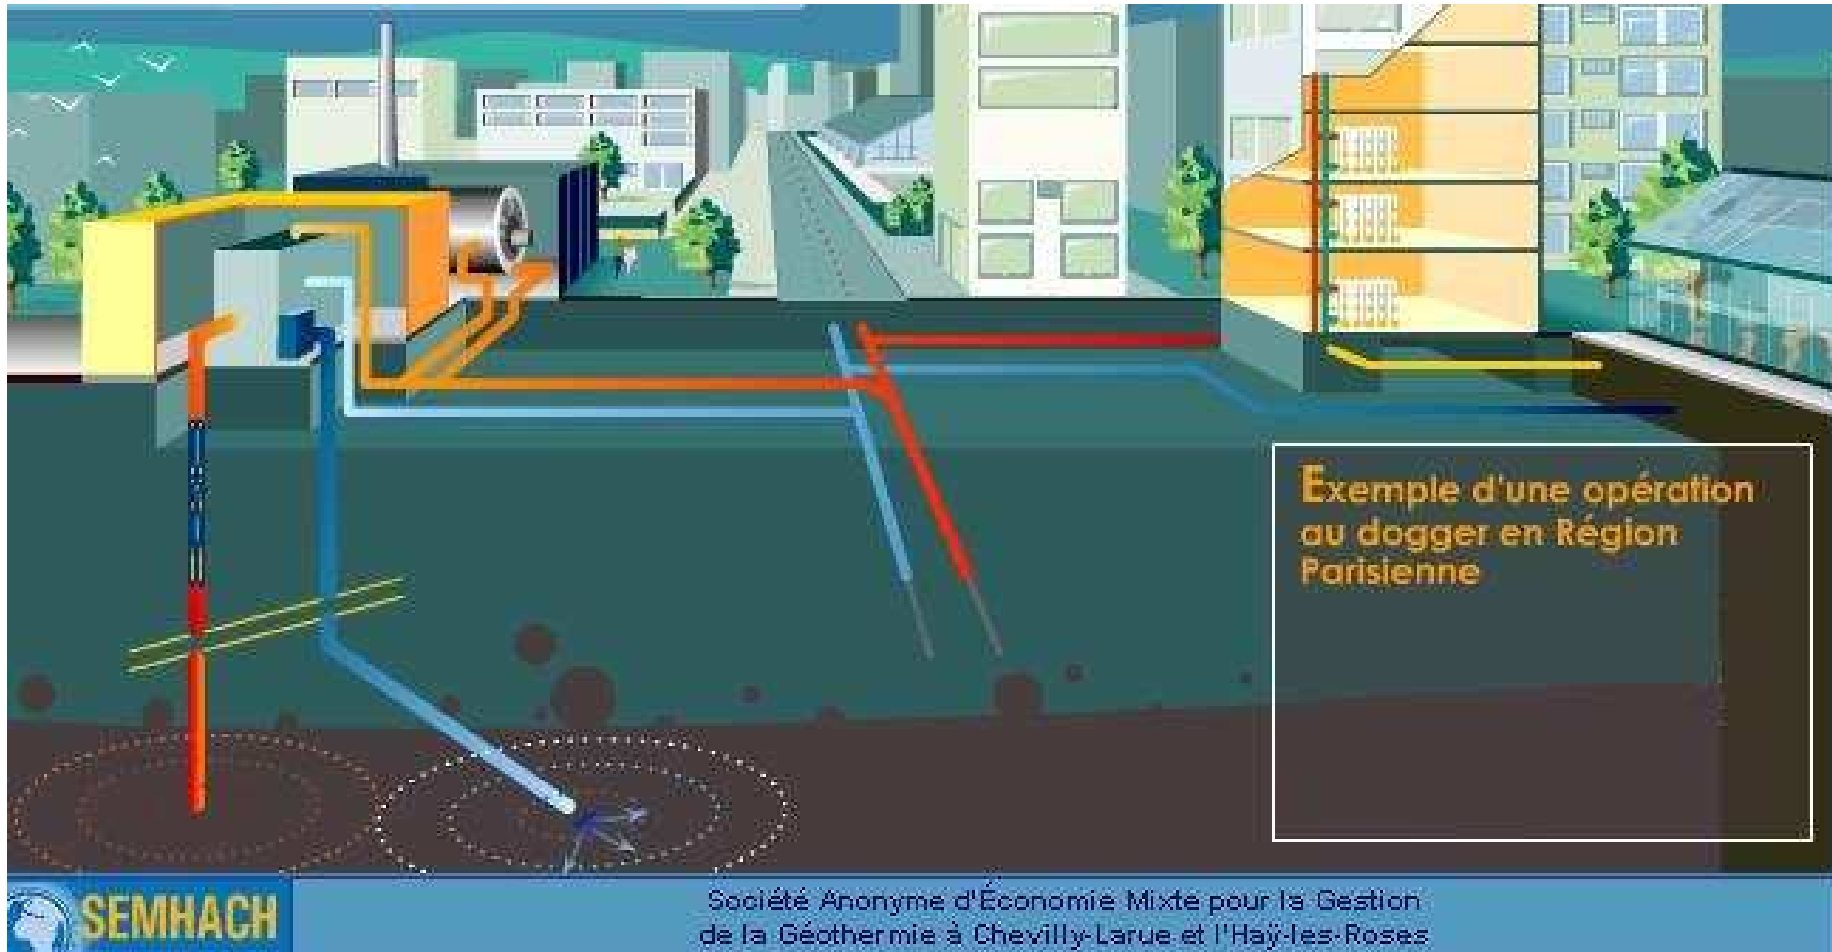 Exemple d'une opération
au dogger en Région
Parisienne
SEMHACH
Société Anonyme d'Économie Mixte pour la Gestion
de la Géothermie à Chevilly-Larue et l'Haÿ-les-Roses